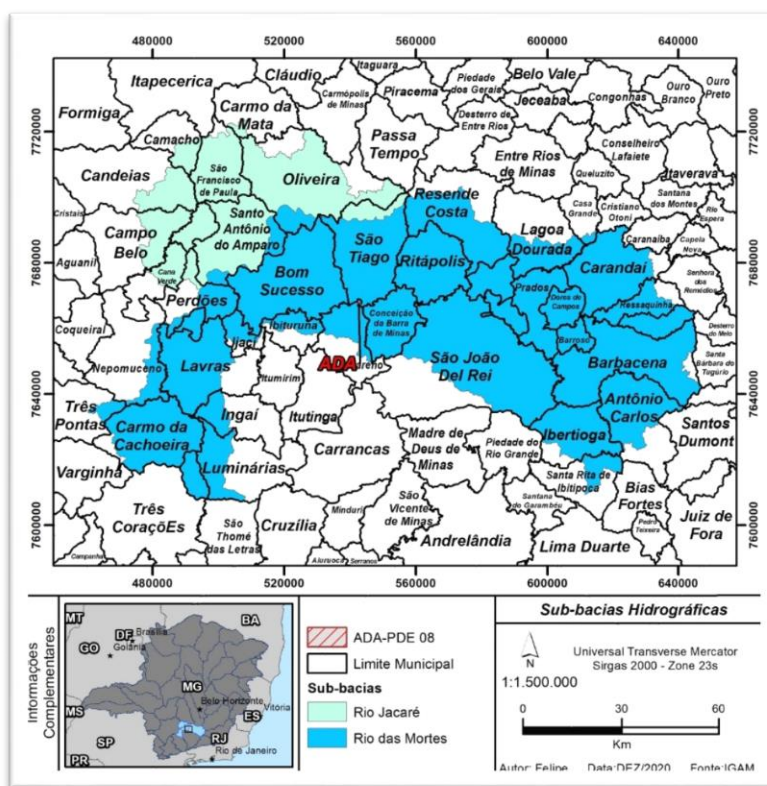 480000 520000 560000 600000 640000
Itapecerica
Cláudio
Itaguara
Carmópolis
de Minas
Piracema
Piedade
dos Gerais
Belo Vale
Jeceaba
Congonhas
Ouro
Branco
Ouro
Preto
Formiga
Carmo da
Mata
Desterro de
Entre Rios
7720000
7720000
Camacho
Passa
Tempo
Entre Rios
de Minas
Conselheiro
Lafaiete
Queluzito
Itaverava
Candeias
São
Francisco
de Paula
Oliveira
Resende
Costa
Casa
Grande
Cristiano
Otoni
Santana
dos Montes
Rio
Espera
Cristais
Campo
Belo
Santo
Antônio
do Amparo
São
Tiago
Lagoa
Dourada
Caranaíba
Capela
Nova
Aguanil
Cana
Verde
Bom
Sucesso
Ritápolis
Carandaí
Senhora
dos
Remédios
7680000
7680000
Perdões
Prados
Dores de
Campos
Ressaquinha
Coqueiral
Ibituruna
Conceição
da Barra
de Minas
Barroso
Desterro
do Melo
Ijaci
Nepomuceno
Lavras
Itumirim
ADA
São João
Del Rei
Barbacena
Santa
Bárbara do
Tugúrio
7640000
7640000
Três
Pontas
Ingaí
Itutinga
Antônio
Carlos
Carmo da
Cachoeira
Carrancas
Madre de
Deus de
Minas
Piedade do
Rio Grande
Ibertioga
Santos
Dumont
Varginha
Luminárias
Santa Rita de
Ibitipoca
Três
CoraçõEs
São
Thomé
das Letras
Cruzília
Minduri
São
Vicente
de Minas
Santana
do Garambéu
Bias
Fortes
Pedro
Teixeira
Juiz de
Fora
7600000
7600000
Campanha
Aiuruoca
Serranos
Andrelândia
Lima Duarte
480000 520000 560000 600000 640000
Informações
Complementares
MT
BA
DF
Brasília
GO
Goiânia
MG
Belo Horizonte
MS
ES
Vitória
SP
RJ
Rio de Janeiro
PR
ADA-PDE 08
Limite Municipal
Sub-bacias
Rio Jacaré
Rio das Mortes
Sub-bacias Hidrográficas
N
Universal Transverse Mercator
Sirgas 2000 - Zone 23s
1:1.500.000
0 30 60
Km
Autor: Felipe Data:DEZ/2020 Fonte:IGAM